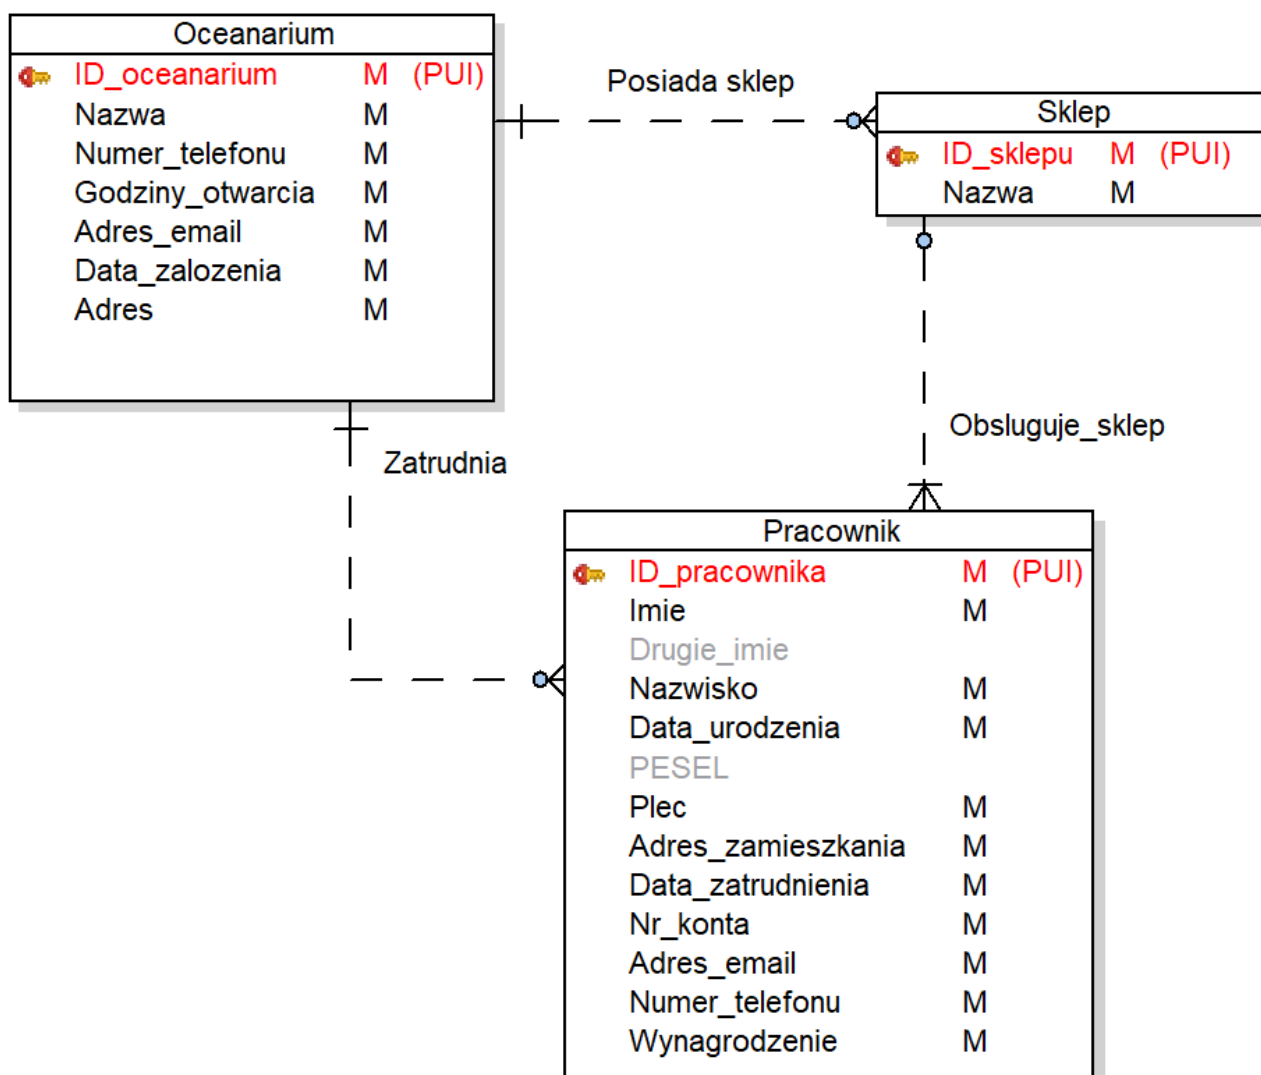 Oceanarium
ID_oceanarium M (PUI)
Nazwa M
Numer_telefonu M
Godziny_otwarcia M
Adres_email M
Data_zalozenia M
Adres M
Posiada sklep
Sklep
ID_sklepu M (PUI)
Nazwa M
Zatrudnia
Obsluguje_sklep
Pracownik
ID_pracownika M (PUI)
Imie M
Drugie_imie
Nazwisko M
Data_urodzenia M
PESEL
Plec M
Adres_zamieszkania M
Data_zatrudnienia M
Nr_konta M
Adres_email M
Numer_telefonu M
Wynagrodzenie M